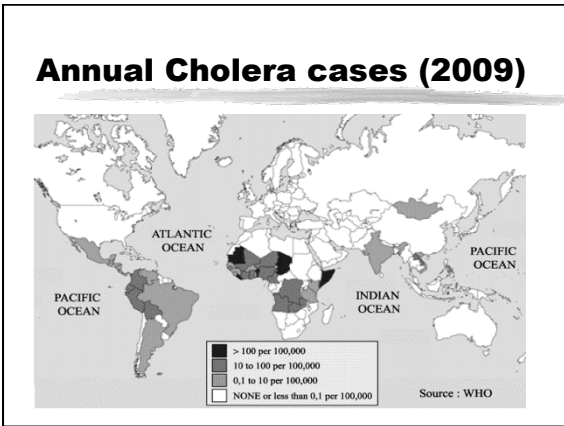 Annual Cholera cases (2009)
ATLANTIC
OCEAN
PACIFIC
OCEAN
PACIFIC
OCEAN
INDIAN
OCEAN
> 100 per 100,000
10 to 100 per 100,000
0,1 to 10 per 100,000
NONE or less than 0,1 per 100,000
Source : WHO